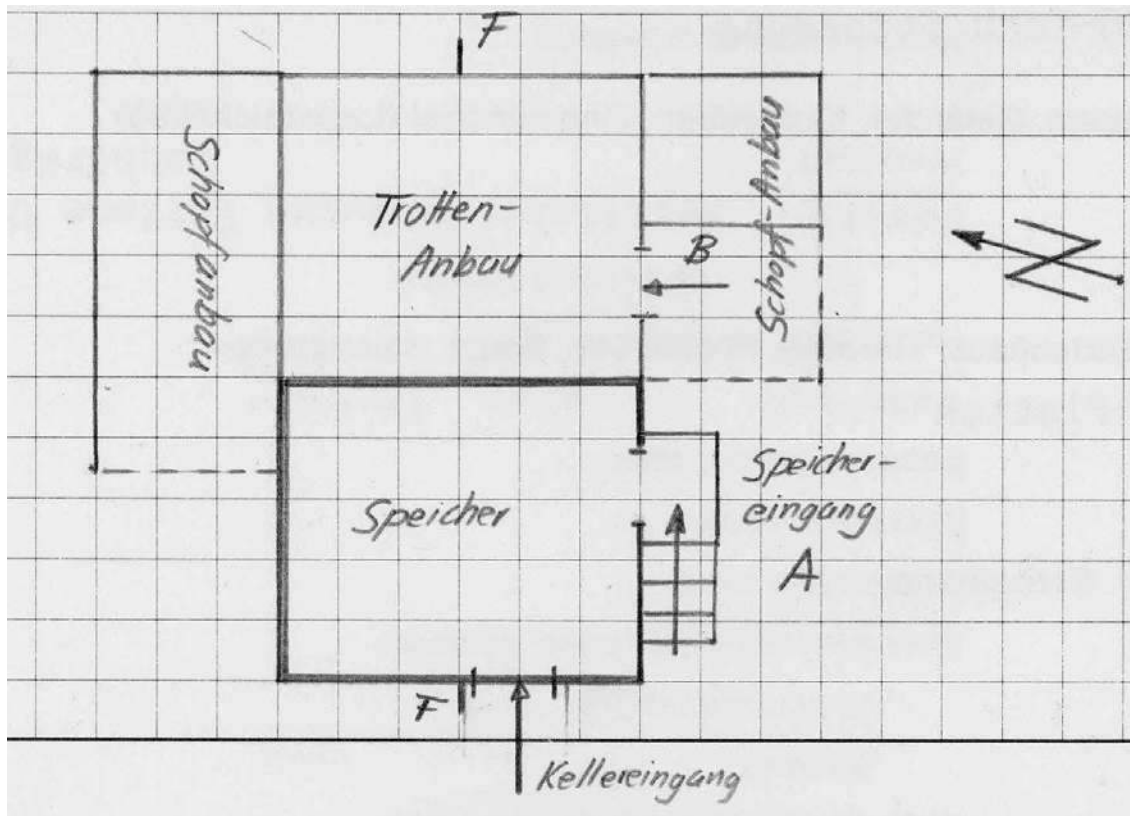 F
Schopfanbau
Trotten-
Anbau
Schopf-Anbau
B
Speicher
Speicher-
eingang
A
F
Kellereingang